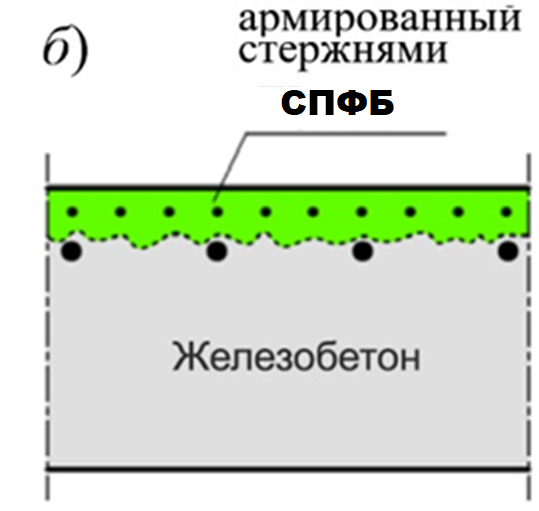 б)
армированный
стержнями
СПФБ
Железобетон